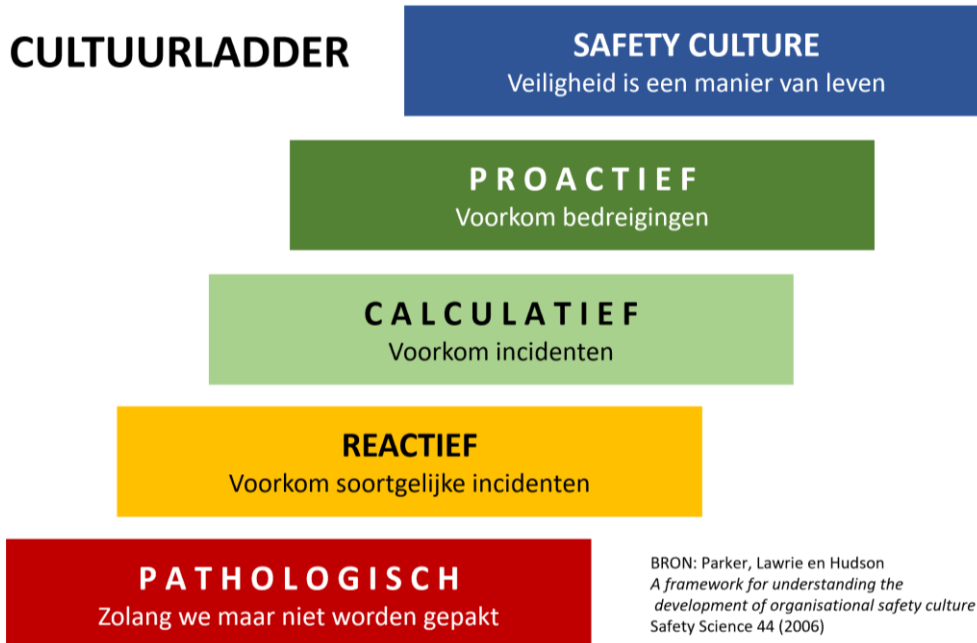 CULTUURLADDER
SAFETY CULTURE
Veiligheid is een manier van leven
PROACTIEF
Voorkom bedreigingen
CALCULATIEF
Voorkom incidenten
REACTIEF
Voorkom soortgelijke incidenten
PATHOLOGISCH
Zolang we maar niet worden gepakt
BRON: Parker, Lawrie en Hudson
A framework for understanding the
development of organisational safety culture
Safety Science 44 (2006)